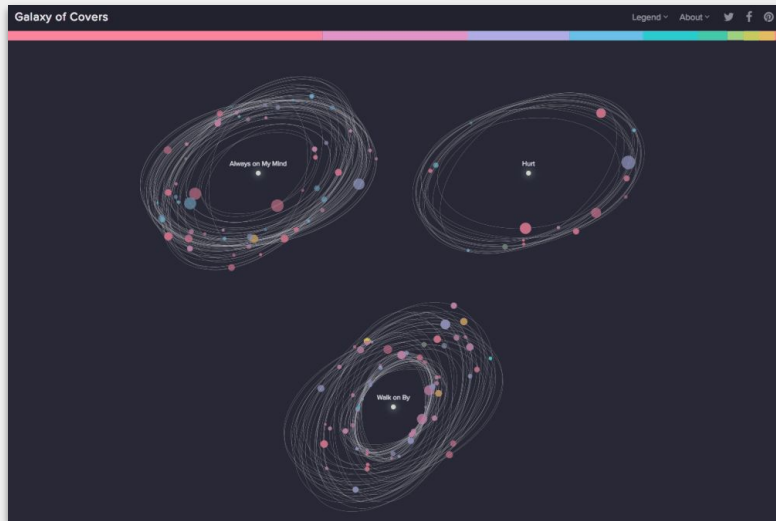 Galaxy of Covers
Legend
About
Always on My Mind
Hurt
Walk on By